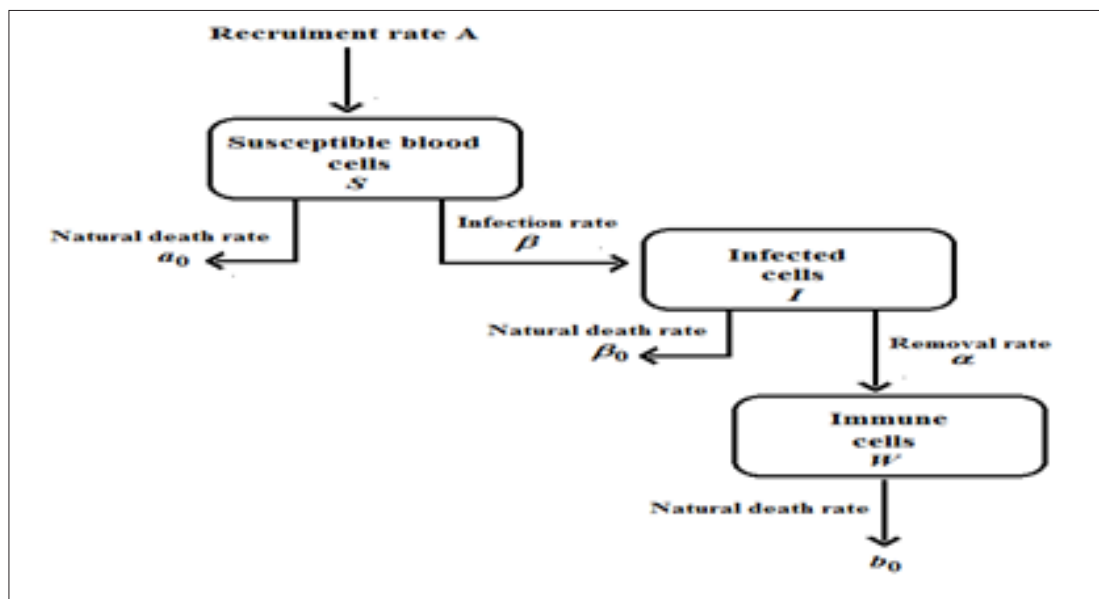 Recruiment rate A
Susceptible blood
cells
S
Natural death rate
a₀
Infection rate
β
Infected
cells
I
Natural death rate
β₀
Removal rate
α
Immune
cells
W
Natural death rate
b₀